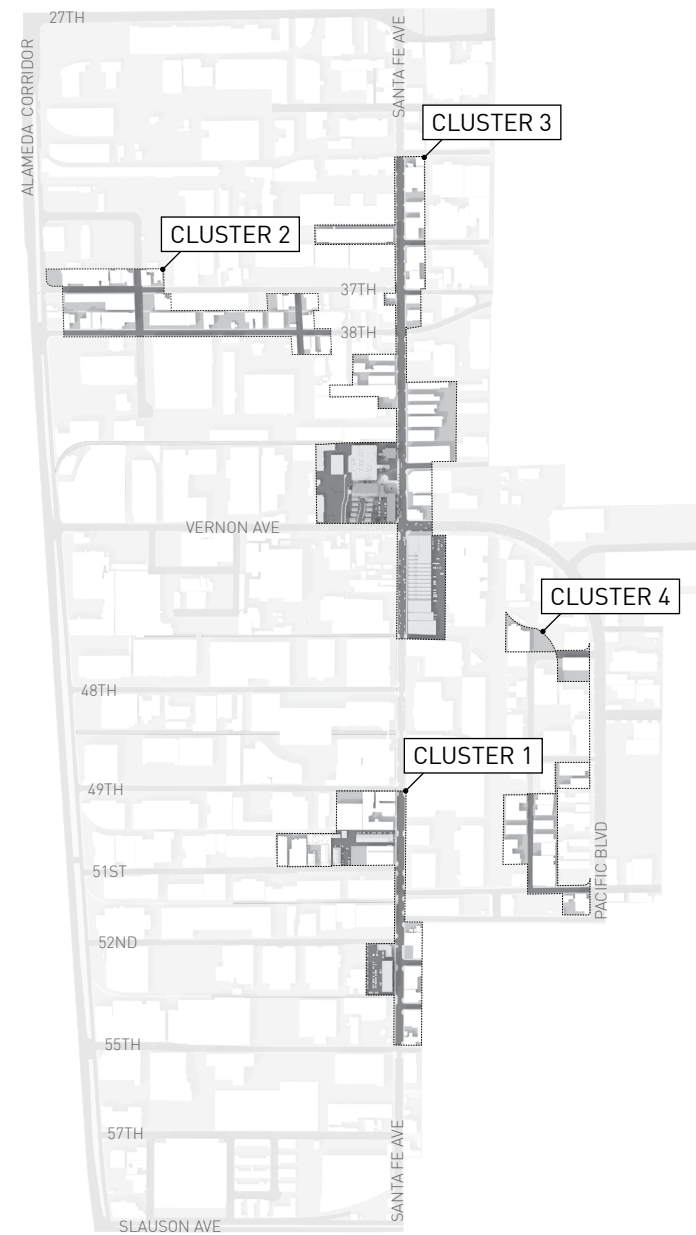 27TH
ALAMEDA CORRIDOR
SANTA FE AVE
CLUSTER 3
CLUSTER 2
37TH
38TH
VERNON AVE
CLUSTER 4
48TH
CLUSTER 1
49TH
51ST
PACIFIC BLVD
52ND
55TH
57TH
SANTA FE AVE
SLAUSON AVE